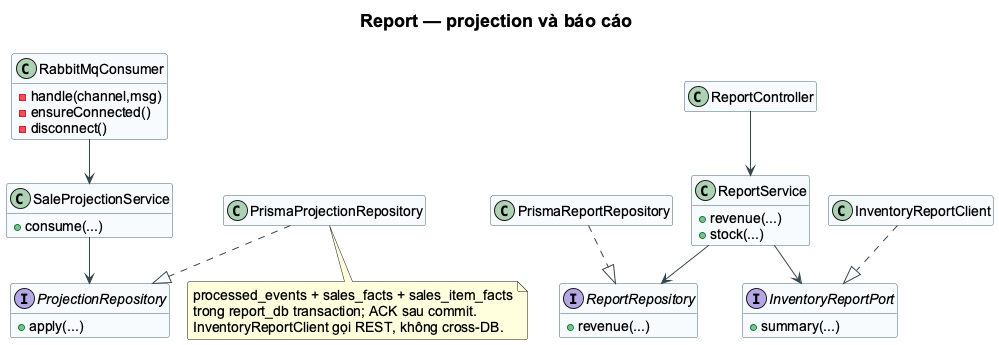 Report — projection và báo cáo
C RabbitMqConsumer
handle(channel,msg)
ensureConnected()
disconnect()
C ReportController
C SaleProjectionService
consume(...)
C PrismaProjectionRepository
C PrismaReportRepository
C ReportService
revenue(...)
stock(...)
C InventoryReportClient
I ProjectionRepository
apply(...)
processed_events + sales_facts + sales_item_facts
trong report_db transaction; ACK sau commit.
InventoryReportClient gọi REST, không cross-DB.
I ReportRepository
revenue(...)
I InventoryReportPort
summary(...)